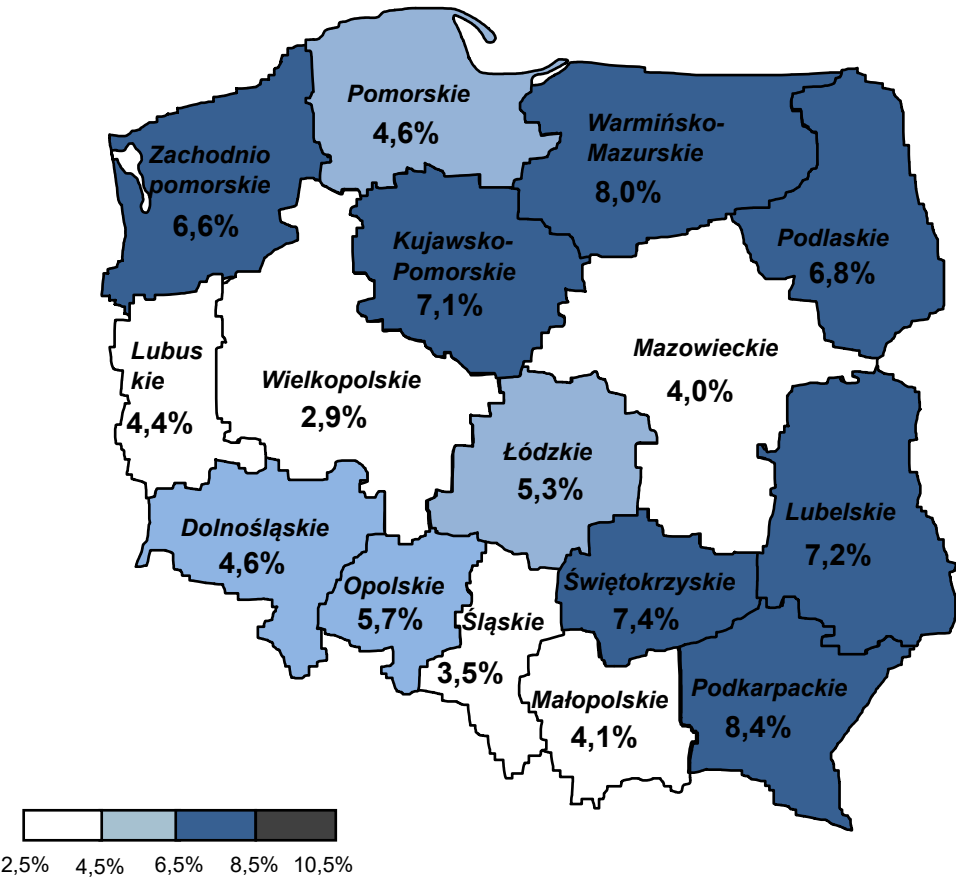 Pomorskie
4,6%
Warmińsko-
Mazurskie
8,0%
Zachodnio
pomorskie
6,6%
Kujawsko-
Pomorskie
7,1%
Podlaskie
6,8%
Lubus
kie
4,4%
Wielkopolskie
2,9%
Mazowieckie
4,0%
Łódzkie
5,3%
Lubelskie
7,2%
Dolnośląskie
4,6%
Opolskie
5,7%
Śląskie
3,5%
Świętokrzyskie
7,4%
Małopolskie
4,1%
Podkarpackie
8,4%
2,5% 4,5% 6,5% 8,5% 10,5%